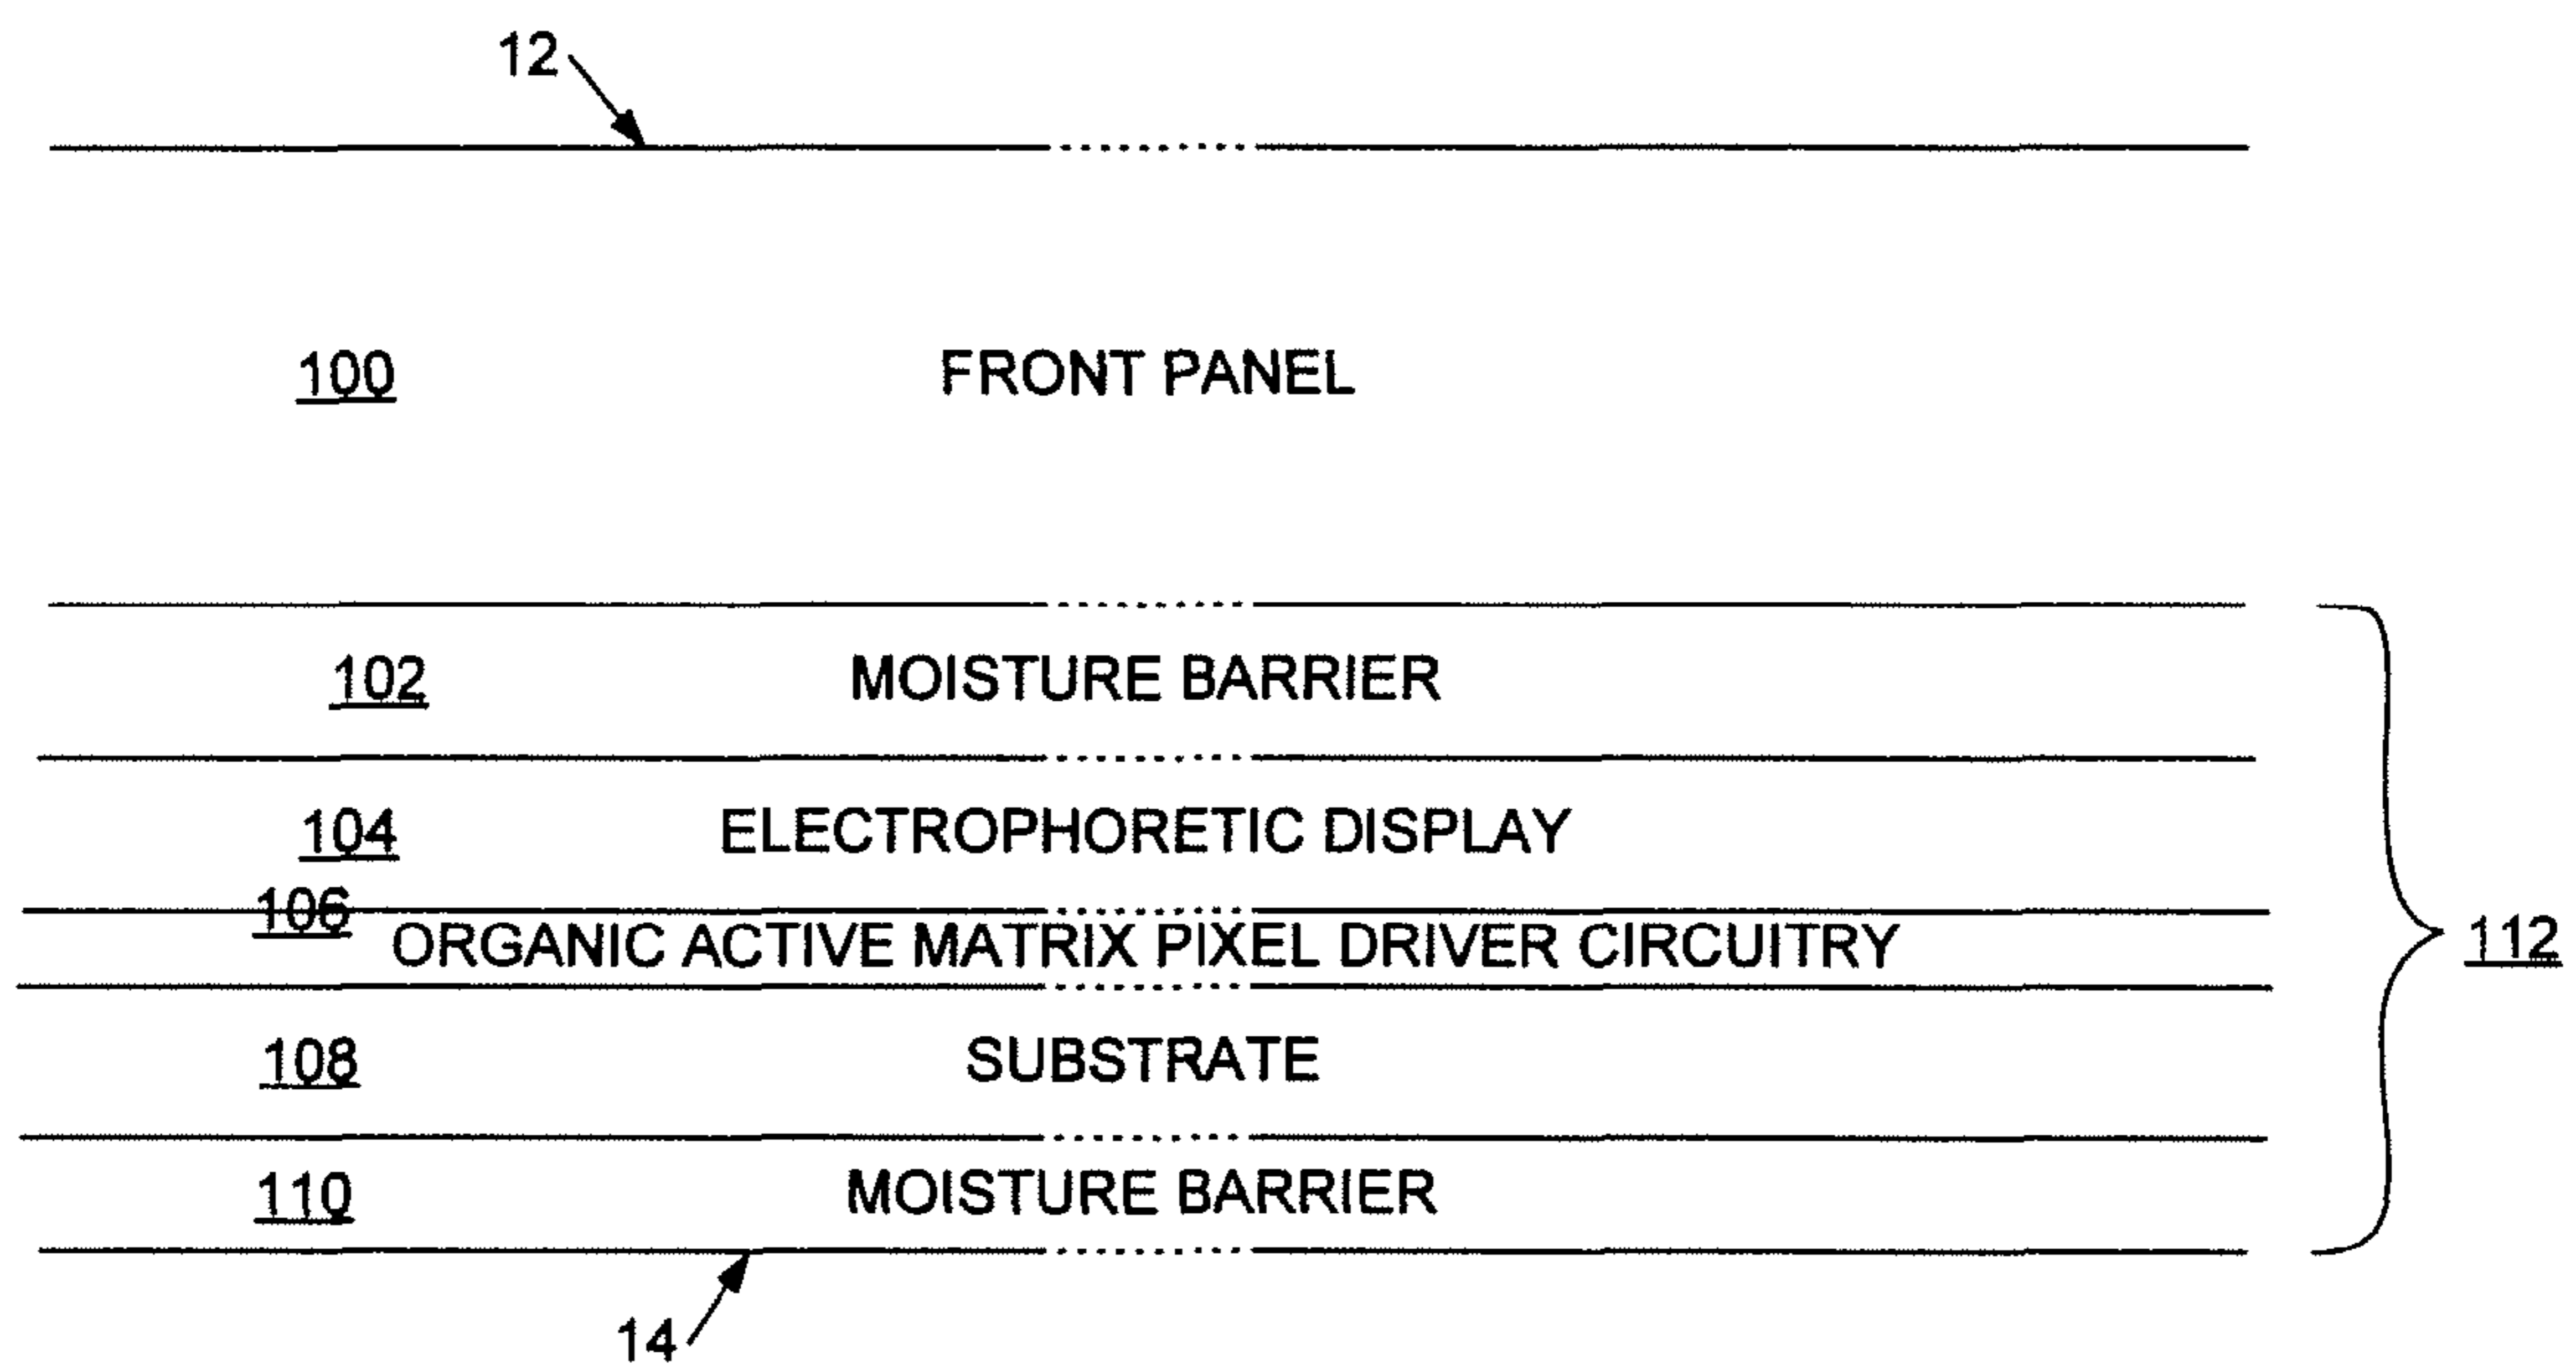 12
100 FRONT PANEL
102 MOISTURE BARRIER
104 ELECTROPHORETIC DISPLAY
106
ORGANIC ACTIVE MATRIX PIXEL DRIVER CIRCUITRY
112
108 SUBSTRATE
110 MOISTURE BARRIER
14